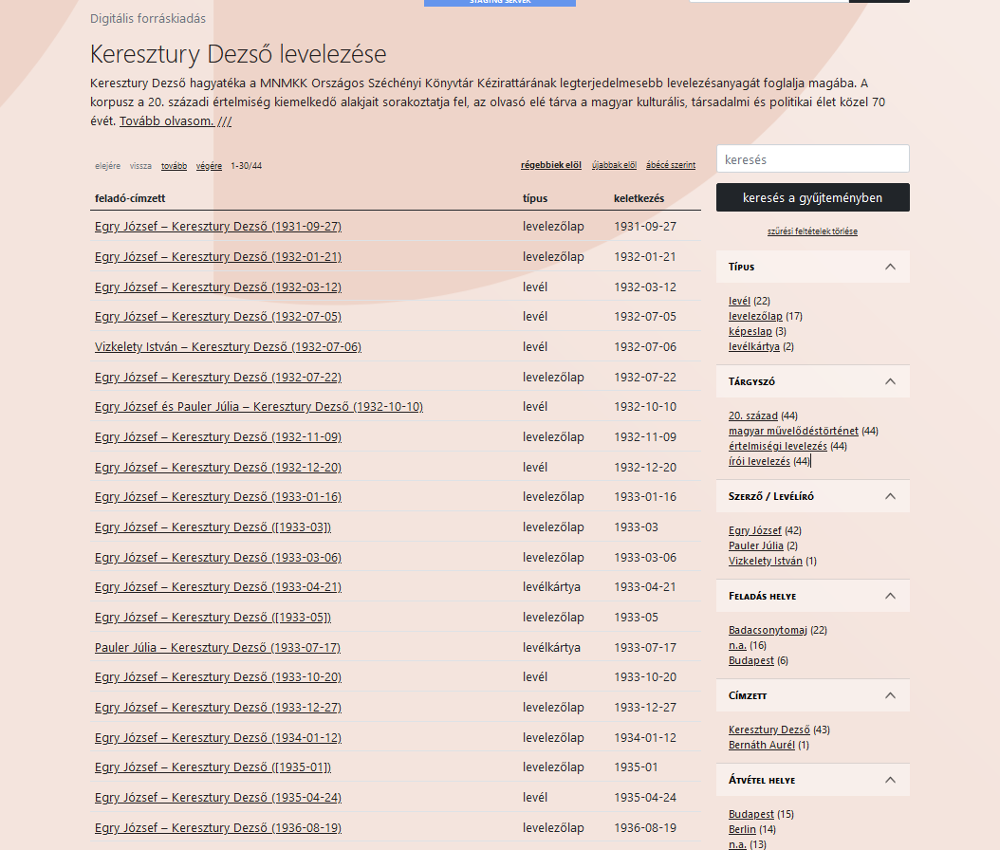 STAGING SERVER
Digitális forráskiadás
Keresztury Dezső levelezése
Keresztury Dezső hagyatéka a MNMKK Országos Széchényi Könyvtár Kézirattárának legterjedelmesebb levelezésanyagát foglalja magába. A
korpusz a 20. századi értelmiség kiemelkedő alakjait sorakoztatja fel, az olvasó elé tárva a magyar kulturális, társadalmi és politikai élet közel 70
évét. Tovább olvasom. ///
elejére vissza tovább végére 1-30/44 régebbiek elöl újabbak elöl ábécé szerint
feladó-címzett típus keletkezés
Egry József – Keresztury Dezső (1931-09-27) levelezőlap 1931-09-27
Egry József – Keresztury Dezső (1932-01-21) levelezőlap 1932-01-21
Egry József – Keresztury Dezső (1932-03-12) levél 1932-03-12
Egry József – Keresztury Dezső (1932-07-05) levél 1932-07-05
Vizkelety István – Keresztury Dezső (1932-07-06) levél 1932-07-06
Egry József – Keresztury Dezső (1932-07-22) levelezőlap 1932-07-22
Egry József és Pauler Júlia – Keresztury Dezső (1932-10-10) levél 1932-10-10
Egry József – Keresztury Dezső (1932-11-09) levelezőlap 1932-11-09
Egry József – Keresztury Dezső (1932-12-20) levél 1932-12-20
Egry József – Keresztury Dezső (1933-01-16) levelezőlap 1933-01-16
Egry József – Keresztury Dezső ([1933-03]) levelezőlap 1933-03
Egry József – Keresztury Dezső (1933-03-06) levelezőlap 1933-03-06
Egry József – Keresztury Dezső (1933-04-21) levélkártya 1933-04-21
Egry József – Keresztury Dezső ([1933-05]) levelezőlap 1933-05
Pauler Júlia – Keresztury Dezső (1933-07-17) levélkártya 1933-07-17
Egry József – Keresztury Dezső (1933-10-20) levél 1933-10-20
Egry József – Keresztury Dezső (1933-12-27) levelezőlap 1933-12-27
Egry József – Keresztury Dezső (1934-01-12) levelezőlap 1934-01-12
Egry József – Keresztury Dezső ([1935-01]) levelezőlap 1935-01
Egry József – Keresztury Dezső (1935-04-24) levél 1935-04-24
Egry József – Keresztury Dezső (1936-08-19) levelezőlap 1936-08-19
keresés
keresés a gyűjteményben
szűrési feltételek törlése
Típus
levél (22)
levelezőlap (17)
képeslap (3)
levélkártya (2)
Tárgyszó
20. század (44)
magyar művelődéstörténet (44)
értelmiségi levelezés (44)
írói levelezés (44)
Szerző / Levélíró
Egry József (42)
Pauler Júlia (2)
Vizkelety István (1)
Feladás helye
Badacsonytomaj (22)
n.a. (16)
Budapest (6)
Címzett
Keresztury Dezső (43)
Bernáth Aurél (1)
Átvétel helye
Budapest (15)
Berlin (14)
n.a. (13)